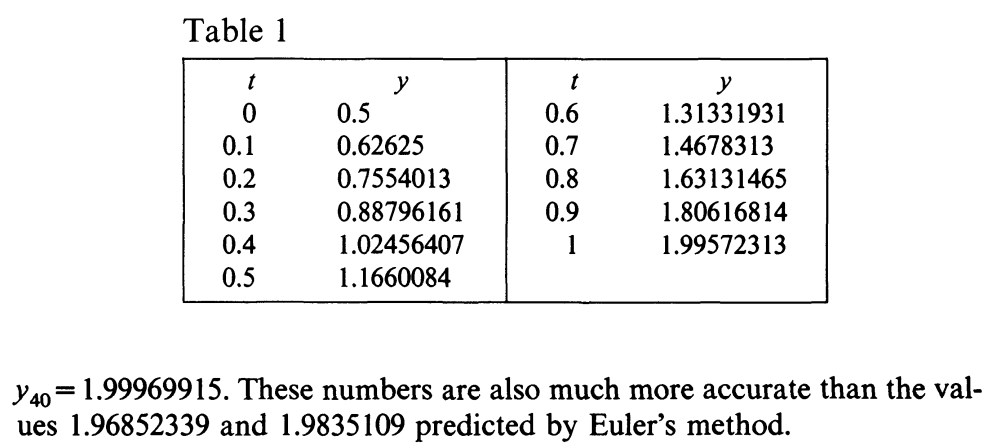 Table 1
t y t y
0 0.5 0.6 1.31331931
0.1 0.62625 0.7 1.4678313
0.2 0.7554013 0.8 1.63131465
0.3 0.88796161 0.9 1.80616814
0.4 1.02456407 1 1.99572313
0.5 1.1660084
y₄₀ = 1.99969915. These numbers are also much more accurate than the val-
ues 1.96852339 and 1.9835109 predicted by Euler's method.